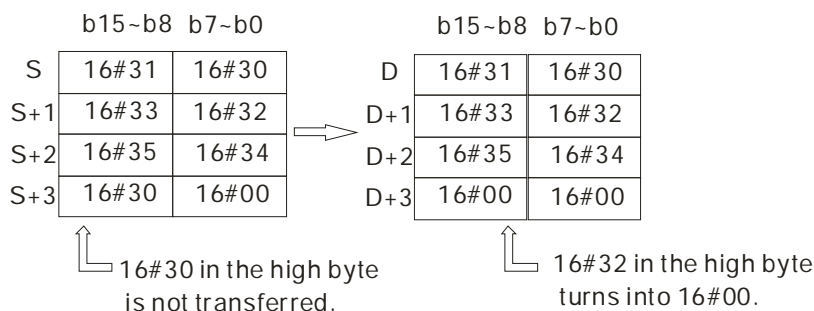 b15~b8 b7~b0 b15~b8 b7~b0
S 16#31 16#30 D 16#31 16#30
S+1 16#33 16#32 D+1 16#33 16#32
S+2 16#35 16#34 D+2 16#35 16#34
S+3 16#30 16#00 D+3 16#00 16#00
16#30 in the high byte
is not transferred.
16#32 in the high byte
turns into 16#00.